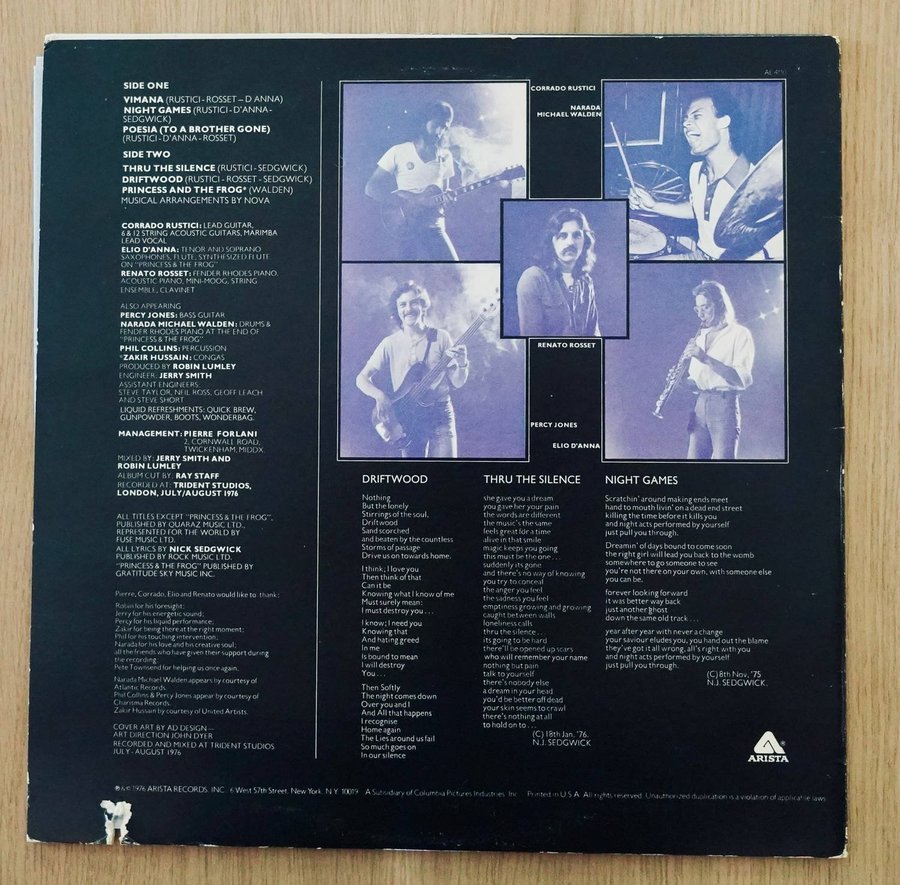 AL 4110
SIDE ONE
VIMANA (RUSTICI - ROSSET – D ANNA)
NIGHT GAMES (RUSTICI - D'ANNA -
SEDGWICK)
POESIA (TO A BROTHER GONE)
(RUSTICI - D'ANNA - ROSSET)
SIDE TWO
THRU THE SILENCE (RUSTICI - SEDGWICK)
DRIFTWOOD (RUSTICI - ROSSET - SEDGWICK)
PRINCESS AND THE FROG* (WALDEN)
MUSICAL ARRANGEMENTS BY NOVA
CORRADO RUSTICI: LEAD GUITAR,
6 & 12 STRING ACOUSTIC GUITARS, MARIMBA
LEAD VOCAL
ELIO D'ANNA: TENOR AND SOPRANO
SAXOPHONES, FLUTE, SYNTHESIZED FLUTE
ON "PRINCESS & THE FROG"
RENATO ROSSET: FENDER RHODES PIANO,
ACOUSTIC PIANO, MINI-MOOG, STRING
ENSEMBLE, CLAVINET
ALSO APPEARING
PERCY JONES: BASS GUITAR
NARADA MICHAEL WALDEN: DRUMS &
FENDER RHODES PIANO AT THE END OF
"PRINCESS & THE FROG"
PHIL COLLINS: PERCUSSION
*ZAKIR HUSSAIN: CONGAS
PRODUCED BY ROBIN LUMLEY
ENGINEER: JERRY SMITH
ASSISTANT ENGINEERS:
STEVE TAYLOR, NEIL ROSS, GEOFF LEACH
AND STEVE SHORT
LIQUID REFRESHMENTS: QUICK BREW,
GUNPOWDER, BOOTS, WONDERBAG.
MANAGEMENT: PIERRE FORLANI
2, CORNWALL ROAD,
TWICKENHAM, MIDDX.
MIXED BY: JERRY SMITH AND
ROBIN LUMLEY
ALBUM CUT BY: RAY STAFF
RECORDED AT: TRIDENT STUDIOS,
LONDON, JULY/AUGUST 1976
ALL TITLES EXCEPT "PRINCESS & THE FROG",
PUBLISHED BY QUARAZ MUSIC LTD.,
REPRESENTED FOR THE WORLD BY
FUSE MUSIC LTD.
ALL LYRICS BY NICK SEDGWICK
PUBLISHED BY ROCK MUSIC LTD.
"PRINCESS & THE FROG" PUBLISHED BY
GRATITUDE SKY MUSIC INC.
Pierre, Corrado, Elio and Renato would like to thank:
Robin for his foresight;
Jerry for his energetic sound;
Percy for his liquid performance;
Zakir for being there at the right moment;
Phil for his touching intervention;
Narada for his love and his creative soul;
all the friends who have given their support during
the recording.
Pete Townsend for helping us once again.
Narada Michael Walden appears by courtesy of
Atlantic Records.
Phil Collins & Percy Jones appear by courtesy of
Charisma Records.
Zakir Hussain by courtesy of United Artists.
COVER ART BY AD DESIGN –
ART DIRECTION JOHN DYER
RECORDED AND MIXED AT TRIDENT STUDIOS
JULY - AUGUST 1976
CORRADO RUSTICI
NARADA
MICHAEL WALDEN
RENATO ROSSET
PERCY JONES
ELIO D'ANNA
DRIFTWOOD
Nothing
But the lonely
Stirrings of the soul,
Driftwood
Sand scorched
and beaten by the countless
Storms of passage
Drive us on towards home.
I think; I love you
Then think of that
Can it be
Knowing what I know of me
Must surely mean:
I must destroy you . . .
I know; I need you
Knowing that
And hating greed
In me
Is bound to mean
I will destroy
You . . .
Then Softly
The night comes down
Over you and I
And All that happens
I recognise
Home again
The Lies around us fail
So much goes on
In our silence
THRU THE SILENCE
she gave you a dream
you gave her your pain
the words are different
the music's the same
feels great for a time
alive in that smile
magic keeps you going
this must be the one . . .
suddenly its gone
and there's no way of knowing
you try to conceal
the anger you feel
the sadness you feel
emptiness growing and growing
caught between walls
loneliness calls
thru the silence . .
its going to be hard
there'll be opened up scars
who will remember your name
nothing but pain
talk to yourself
there's nobody else
a dream in your head
you'd be better off dead
your skin seems to crawl
there's nothing at all
to hold on to . . .
(C) 18th Jan. '76.
N.J. SEDGWICK
NIGHT GAMES
Scratchin' around making ends meet
hand to mouth livin' on a dead end street
killing the time before it kills you
and night acts performed by yourself
just pull you through.
Dreamin' of days bound to come soon
the right girl will lead you back to the womb
somewhere to go someone to see
you're not there on your own, with someone else
you can be.
forever looking forward
it was better way back
just another ghost
down the same old track . . .
year after year with never a change
your saviour eludes you, you hand out the blame
they've got it all wrong, all's right with you
and night acts performed by yourself
just pull you through.
(C) 8th Nov, '75
N.J. SEDGWICK.
ARISTA
℗ & © 1976 ARISTA RECORDS, INC. 6 West 57th Street, New York, N.Y. 10019 A Subsidiary of Columbia Pictures Industries, Inc. Printed in U.S.A. All rights reserved. Unauthorized duplication is a violation of applicable laws